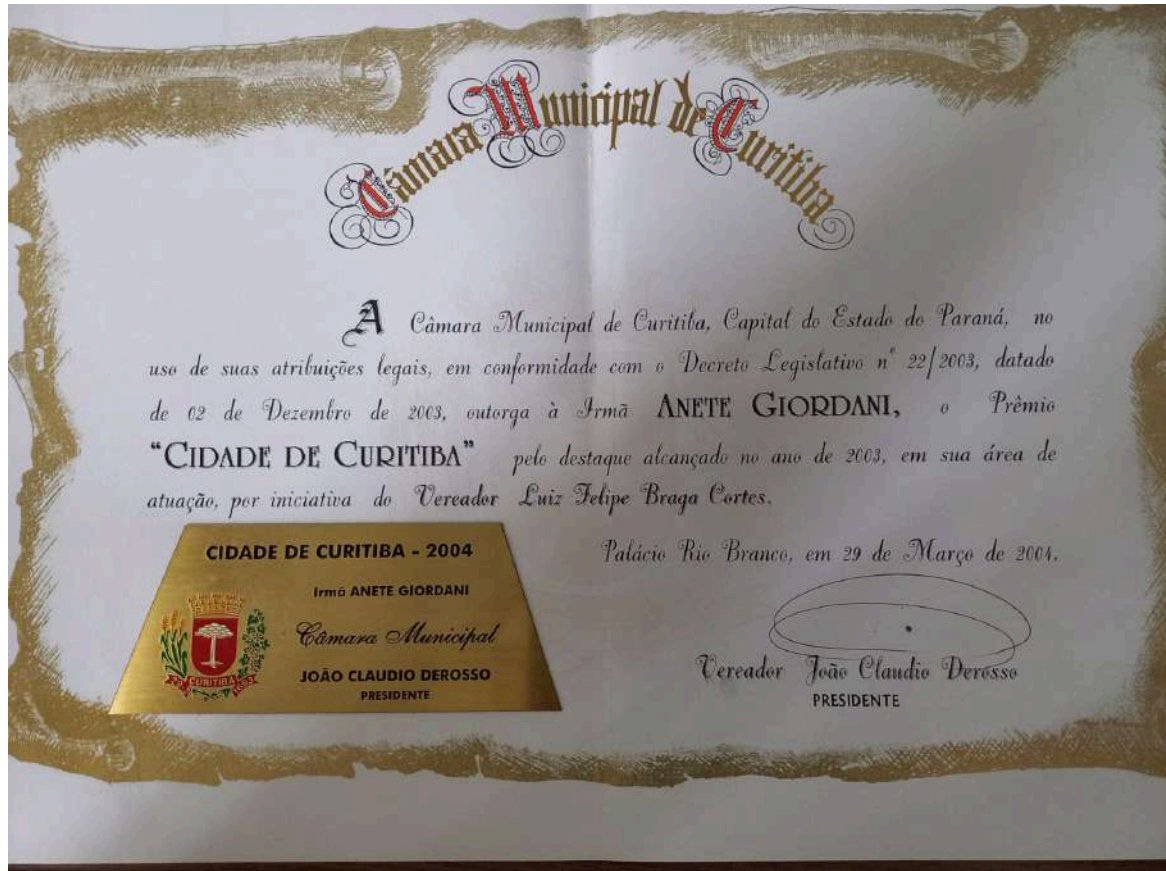 Câmara Municipal de Curitiba
A Câmara Municipal de Curitiba, Capital do Estado do Paraná, no
uso de suas atribuições legais, em conformidade com o Decreto Legislativo nº 22/2003, datado
de 02 de Dezembro de 2003, outorga à Irmã ANETE GIORDANI, o Prêmio
“CIDADE DE CURITIBA” pelo destaque alcançado no ano de 2003, em sua área de
atuação, por iniciativa do Vereador Luiz Felipe Braga Cortes.
Palácio Rio Branco, em 29 de Março de 2004.
Vereador João Claudio Derosso
PRESIDENTE
CIDADE DE CURITIBA - 2004
Irmã ANETE GIORDANI
Câmara Municipal
JOÃO CLAUDIO DEROSSO
PRESIDENTE
CURITIBA